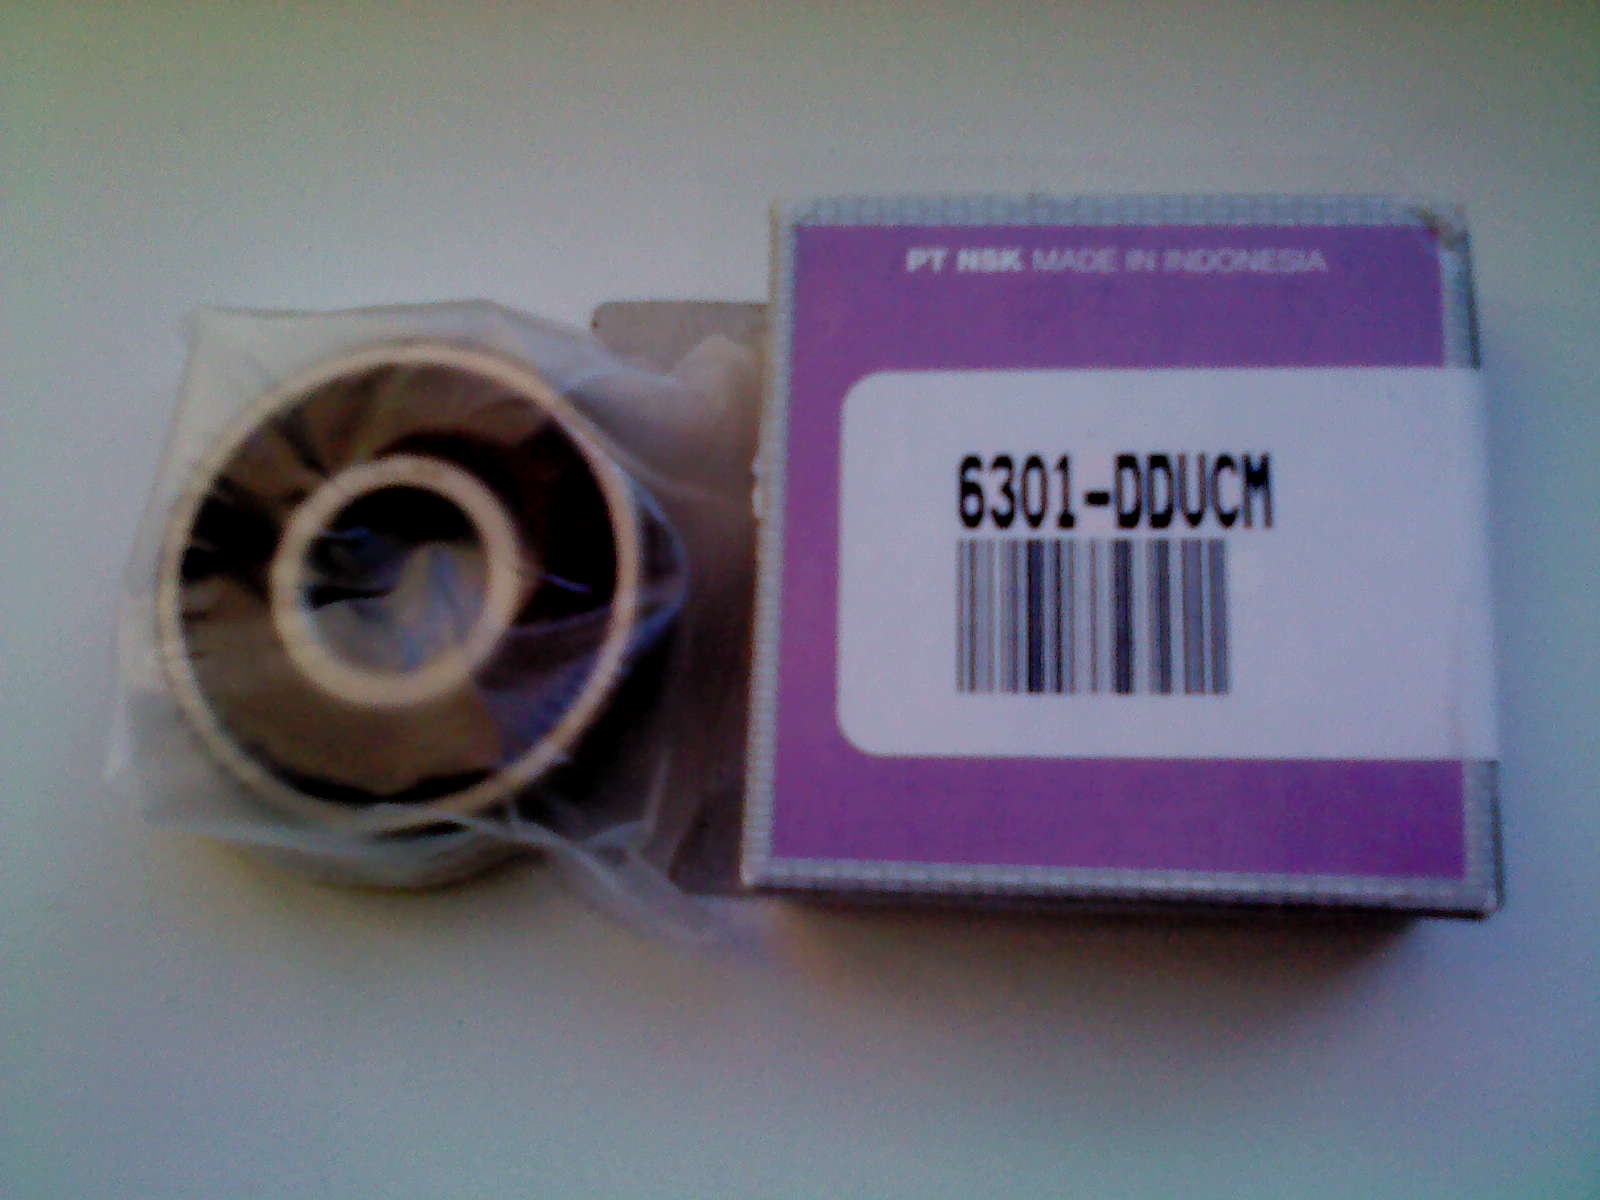 PT NSK MADE IN INDONESIA
6301-DDUCM